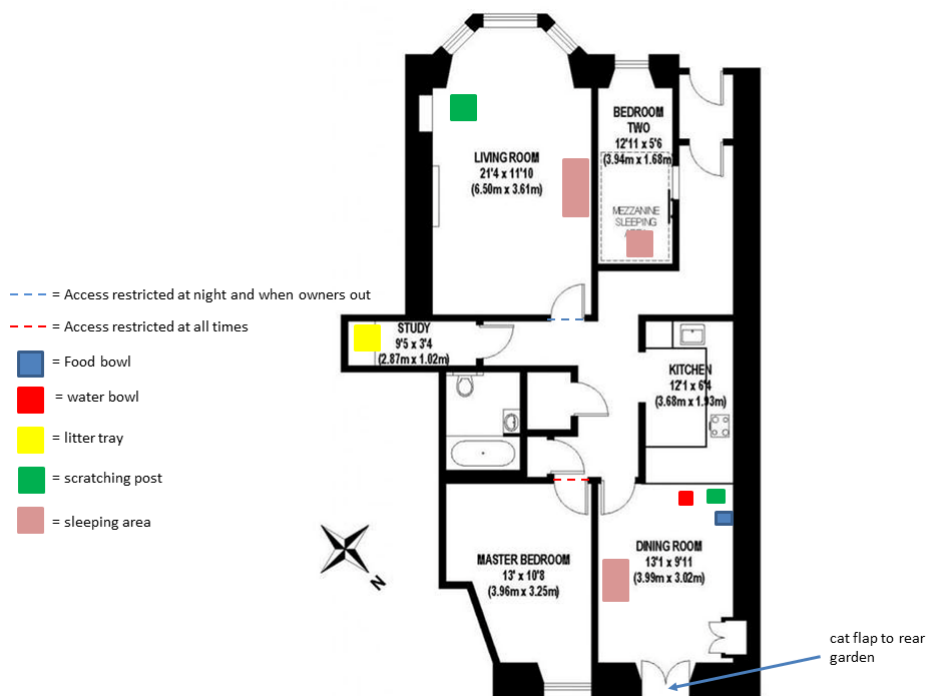 BEDROOM
TWO
12'11 x 5'6
(3.94m x 1.68m
LIVING ROOM
21'4 x 11'10
(6.50m x 3.61m)
MEZZANINE
SLEEPING
= Access restricted at night and when owners out
= Access restricted at all times
= Food bowl
= water bowl
= litter tray
= scratching post
= sleeping area
STUDY
9'5 x 3'4
(2.87m x 1.02m)
KITCHEN
12'1 x 6'4
(3.68m x 1.93m)
N
MASTER BEDROOM
13' x 10'8
(3.96m x 3.25m)
DINING ROOM
13'1 x 9'11
(3.99m x 3.02m)
cat flap to rear
garden